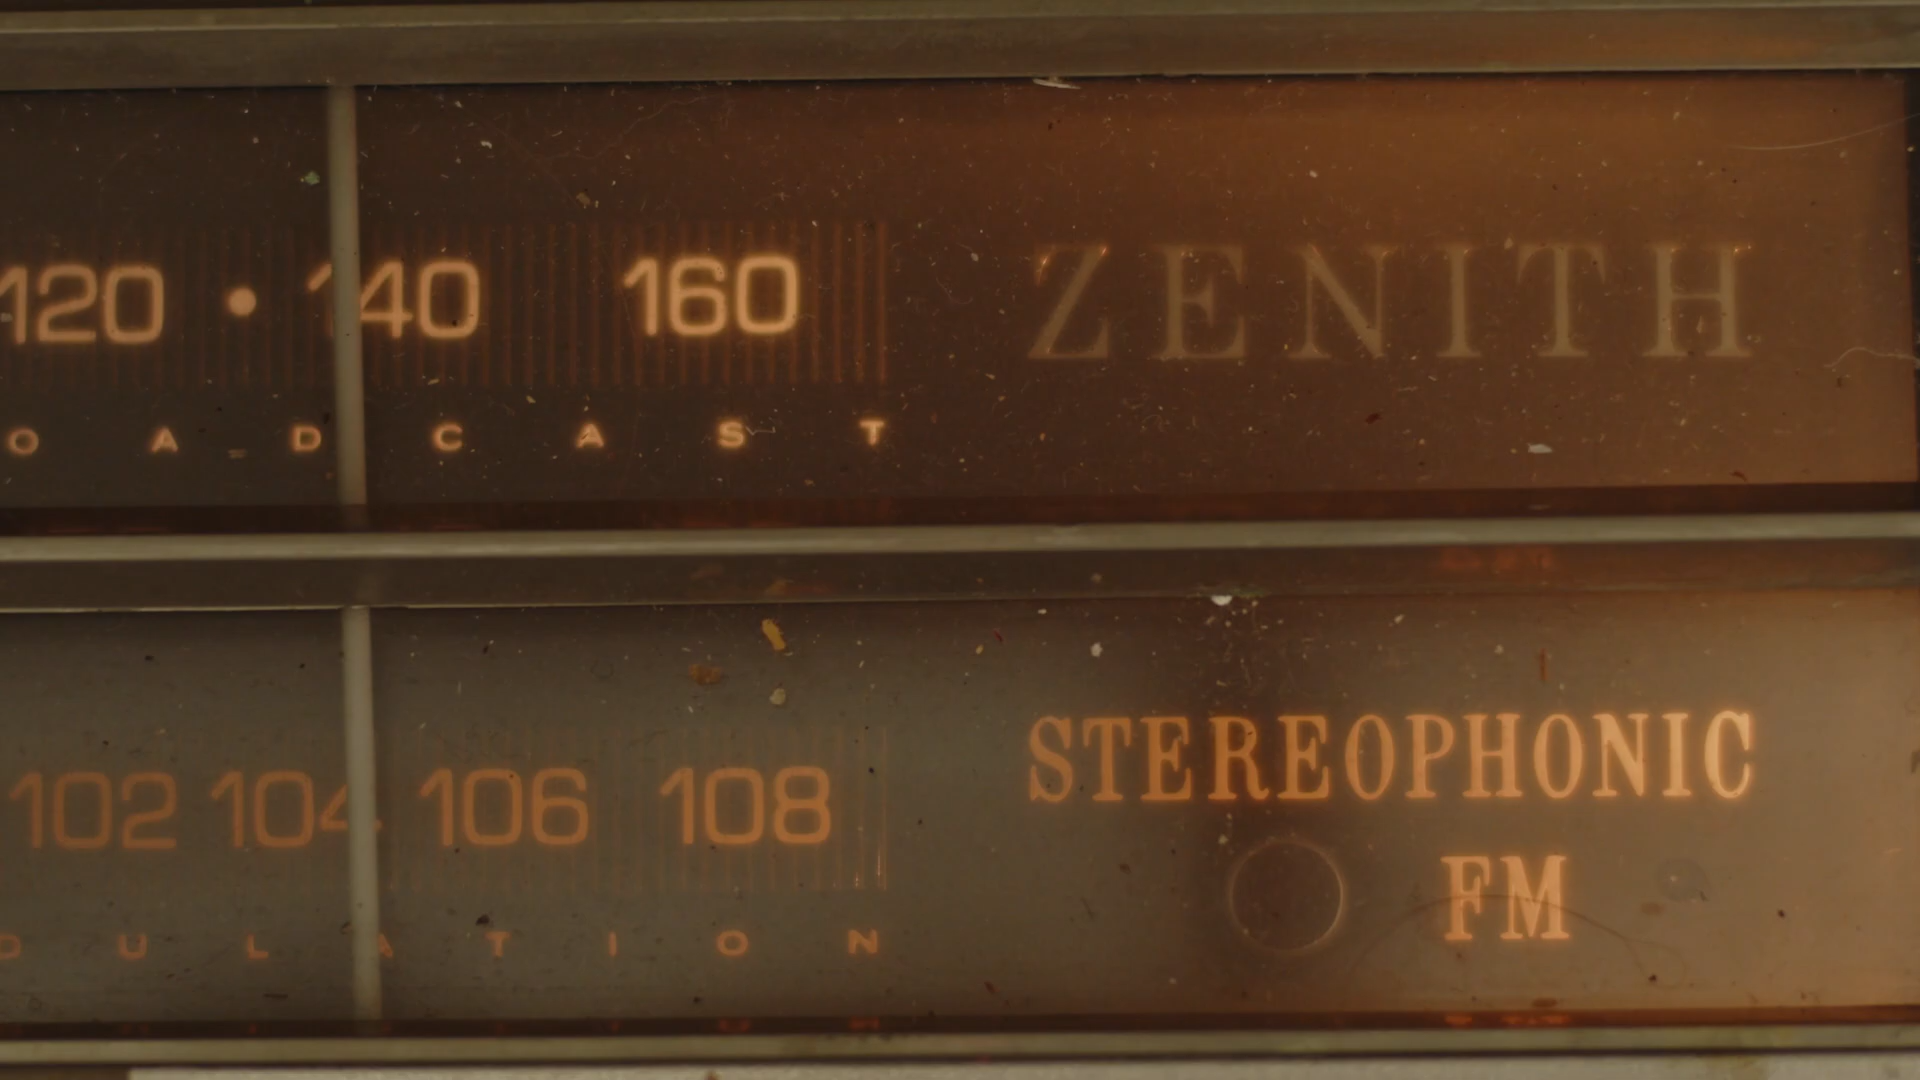 120 • 140 160
ZENITH
O A D C A S T
102 104 106 108
STEREOPHONIC
FM
D U L A T I O N